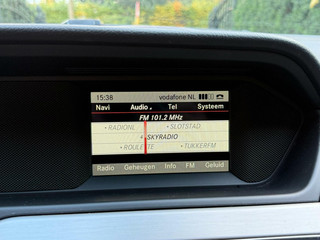 15:38 vodafone NL
Navi Audio Tel Systeem
FM 101.2 MHz
RADIONL SLOTSTAD
SKYRADIO
ROULETTE TUKKERFM
Radio Geheugen Info FM Geluid